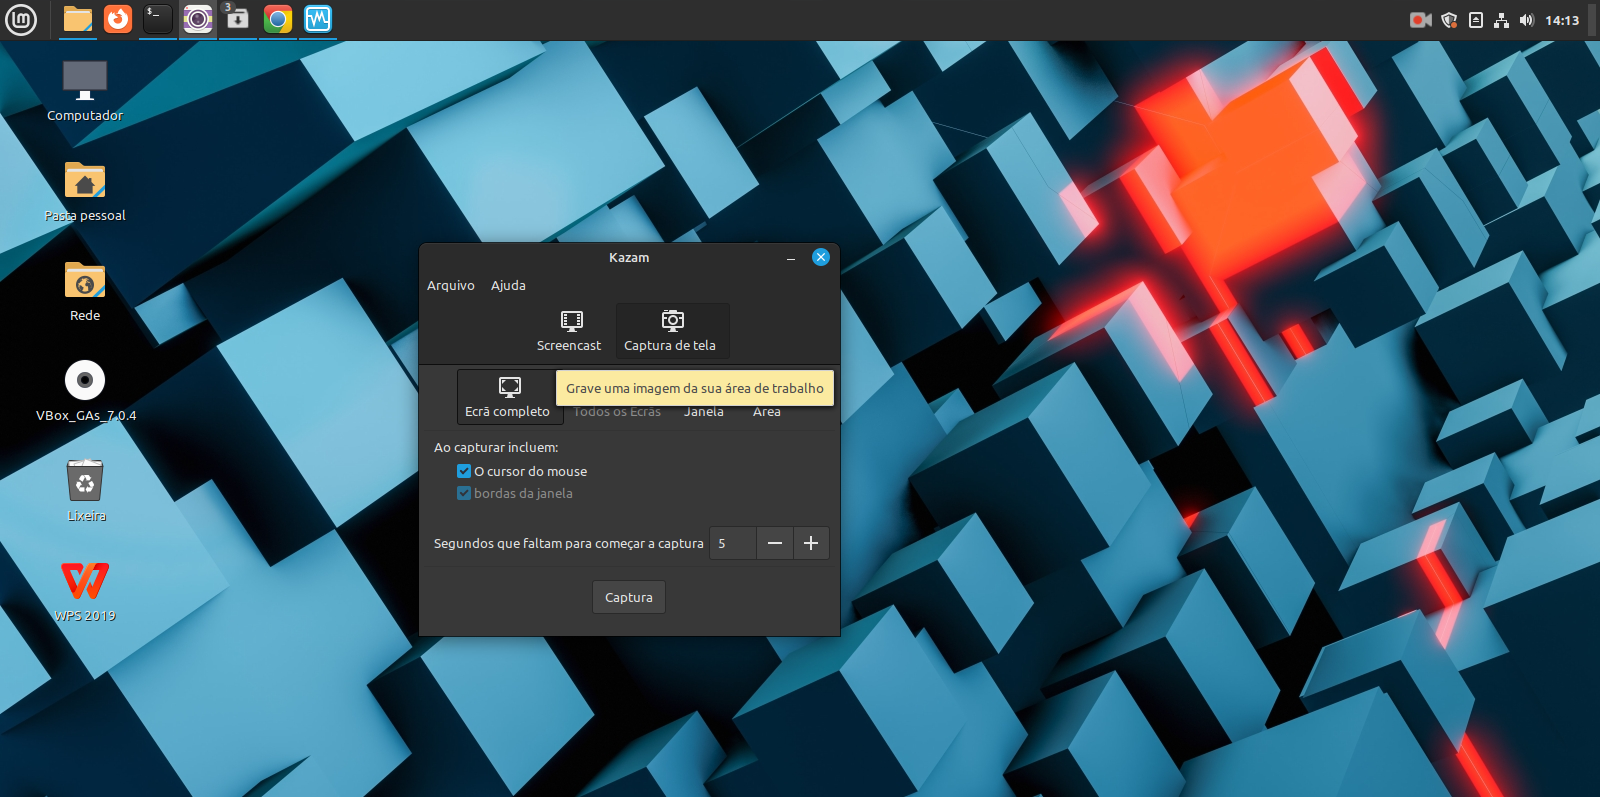 3
14:13
Computador
Pasta pessoal
Rede
VBox_GAs_7.0.4
Lixeira
WPS 2019
Kazam
Arquivo Ajuda
Screencast Captura de tela
Grave uma imagem da sua área de trabalho
Ecrã completo Todos os Ecrãs Janela Área
Ao capturar incluem:
O cursor do mouse
bordas da janela
Segundos que faltam para começar a captura 5
Captura